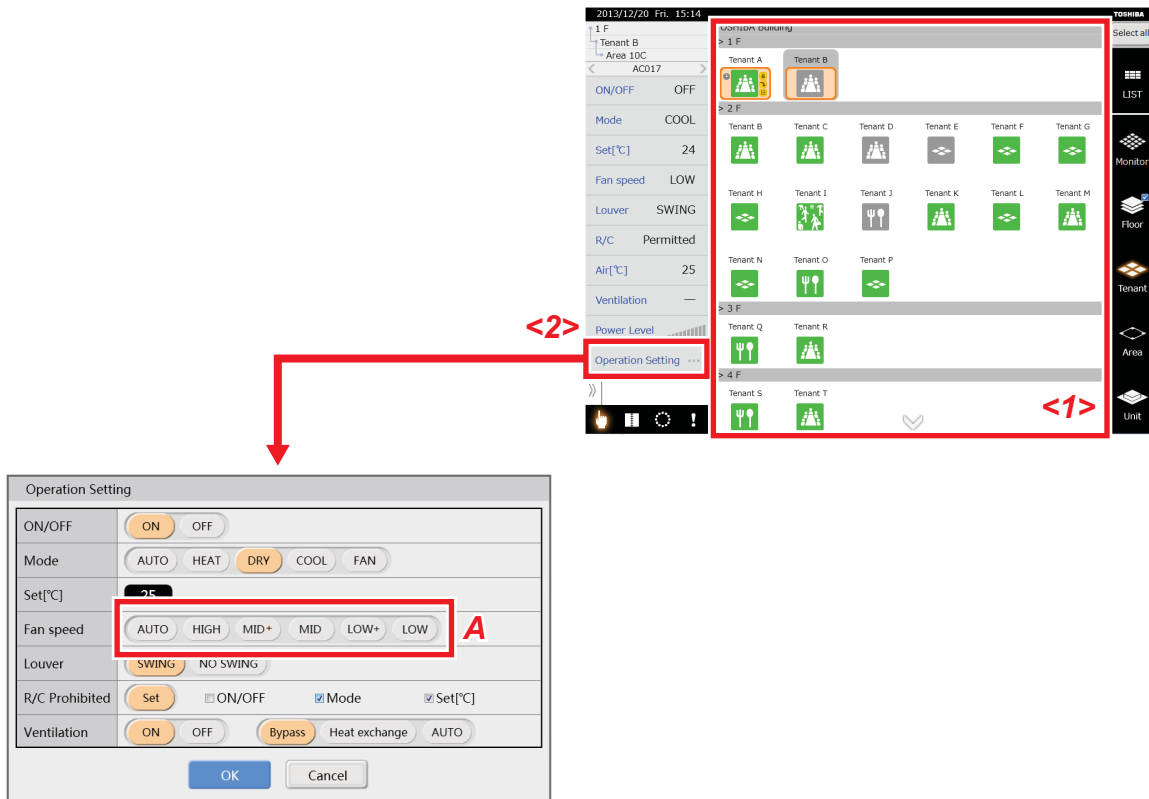 2013/12/20 Fri. 15:14
TOSHIBA
1 F
Tenant B
Area 10C
AC017
ON/OFF OFF
Mode COOL
Set[℃] 24
Fan speed LOW
Louver SWING
R/C Permitted
Air[℃] 25
Ventilation —
Power Level
Operation Setting ...
<2>
OSHIBA Building
> 1 F
Tenant A Tenant B
> 2 F
Tenant B Tenant C Tenant D Tenant E Tenant F Tenant G
Tenant H Tenant I Tenant J Tenant K Tenant L Tenant M
Tenant N Tenant O Tenant P
> 3 F
Tenant Q Tenant R
> 4 F
Tenant S Tenant T
<1>
Select all
LIST
Monitor
Floor
Tenant
Area
Unit
Operation Setting
ON/OFF ON OFF
Mode AUTO HEAT DRY COOL FAN
Set[℃] 25
Fan speed AUTO HIGH MID+ MID LOW+ LOW
A
Louver SWING NO SWING
R/C Prohibited Set ON/OFF Mode Set[℃]
Ventilation ON OFF Bypass Heat exchange AUTO
OK Cancel